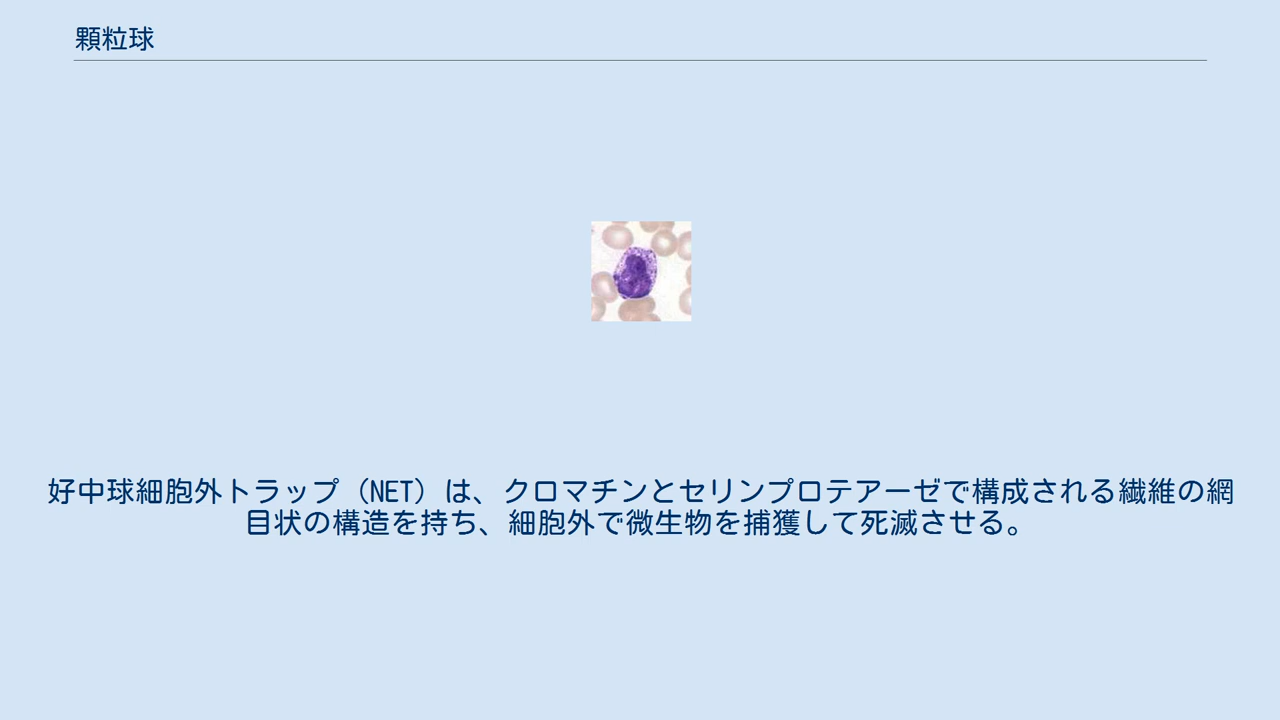 顆粒球
好中球細胞外トラップ（NET）は、クロマチンとセリンプロテアーゼで構成される繊維の網
目状の構造を持ち、細胞外で微生物を捕獲して死滅させる。